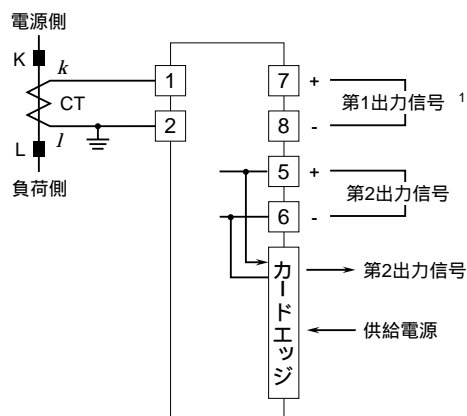 電源側
K
k
CT
l
L
負荷側
1
2
7 +
第1出力信号 1
8 -
5 +
第2出力信号
6 -
カードエッジ
第2出力信号
供給電源